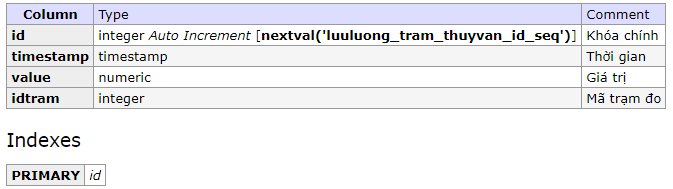 Column Type Comment
id integer Auto Increment [nextval('luuluong_tram_thuyvan_id_seq')] Khóa chính
timestamp timestamp Thời gian
value numeric Giá trị
idtram integer Mã trạm đo
Indexes
PRIMARY id